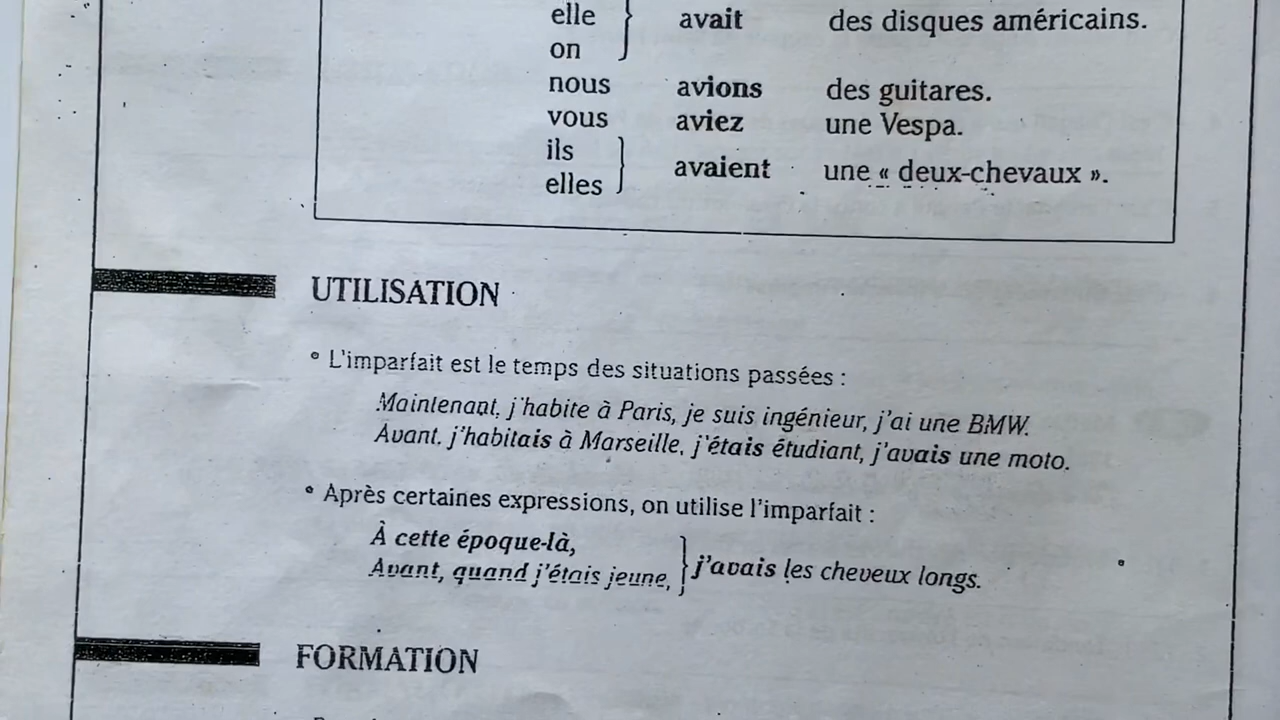 elle } avait des disques américains.
on
nous avions des guitares.
vous aviez une Vespa.
ils
elles } avaient une « deux-chevaux ».
UTILISATION
° L'imparfait est le temps des situations passées :
Maintenant, j'habite à Paris, je suis ingénieur, j'ai une BMW.
Avant, j'habitais à Marseille, j'étais étudiant, j'avais une moto.
° Après certaines expressions, on utilise l'imparfait :
À cette époque-là,
Avant, quand j'étais jeune, } j'avais les cheveux longs.
FORMATION